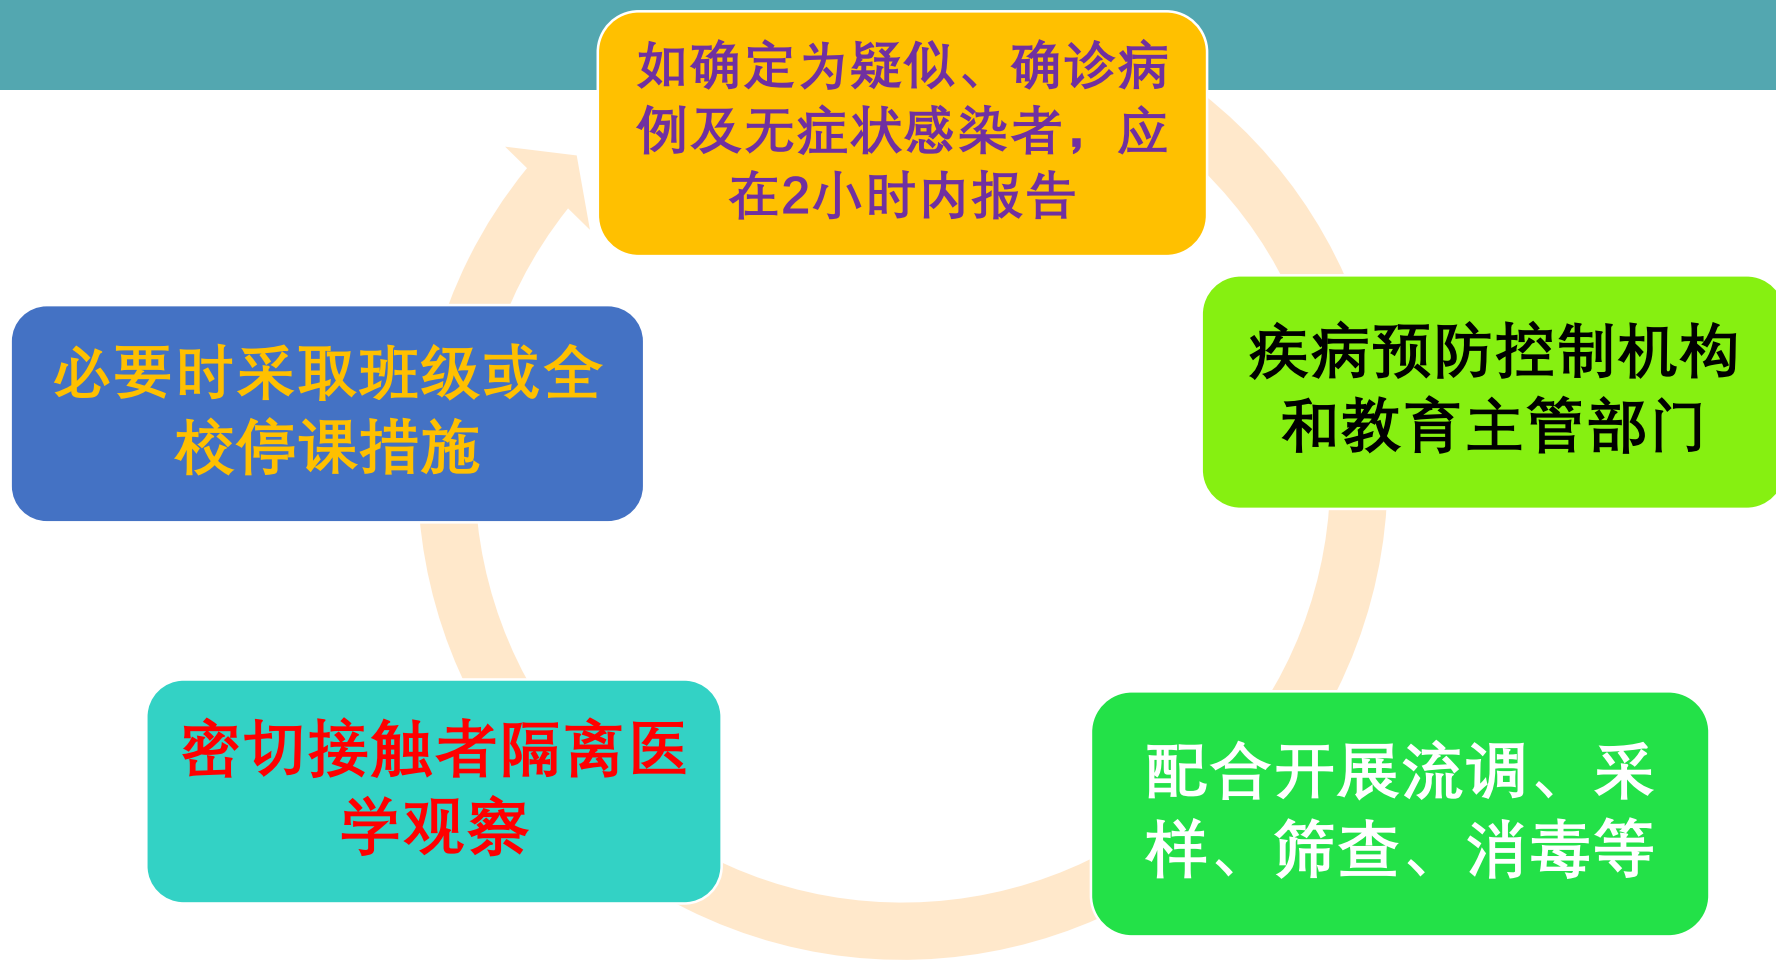 如确定为疑似、确诊病
例及无症状感染者，应
在2小时内报告
疾病预防控制机构
和教育主管部门
配合开展流调、采
样、筛查、消毒等
密切接触者隔离医
学观察
必要时采取班级或全
校停课措施